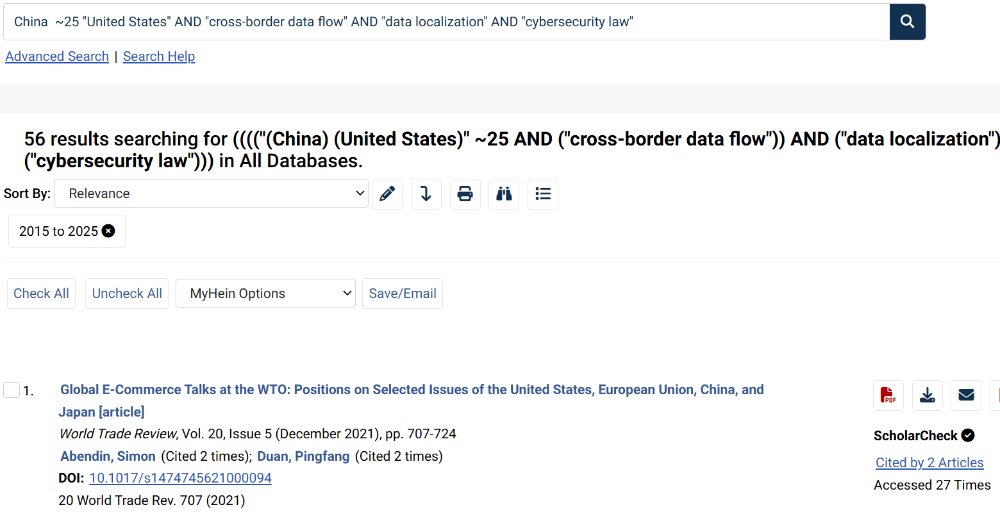 China  ~25 "United States" AND "cross-border data flow" AND "data localization" AND "cybersecurity law"
Advanced Search | Search Help
56 results searching for (((("(China) (United States)" ~25 AND ("cross-border data flow")) AND ("data localization")
("cybersecurity law"))) in All Databases.
Sort By: Relevance
2015 to 2025
Check All Uncheck All MyHein Options Save/Email
1. Global E-Commerce Talks at the WTO: Positions on Selected Issues of the United States, European Union, China, and
Japan [article]
PDF
World Trade Review, Vol. 20, Issue 5 (December 2021), pp. 707-724
ScholarCheck
Abendin, Simon (Cited 2 times); Duan, Pingfang (Cited 2 times)
Cited by 2 Articles
DOI: 10.1017/s1474745621000094
Accessed 27 Times
20 World Trade Rev. 707 (2021)